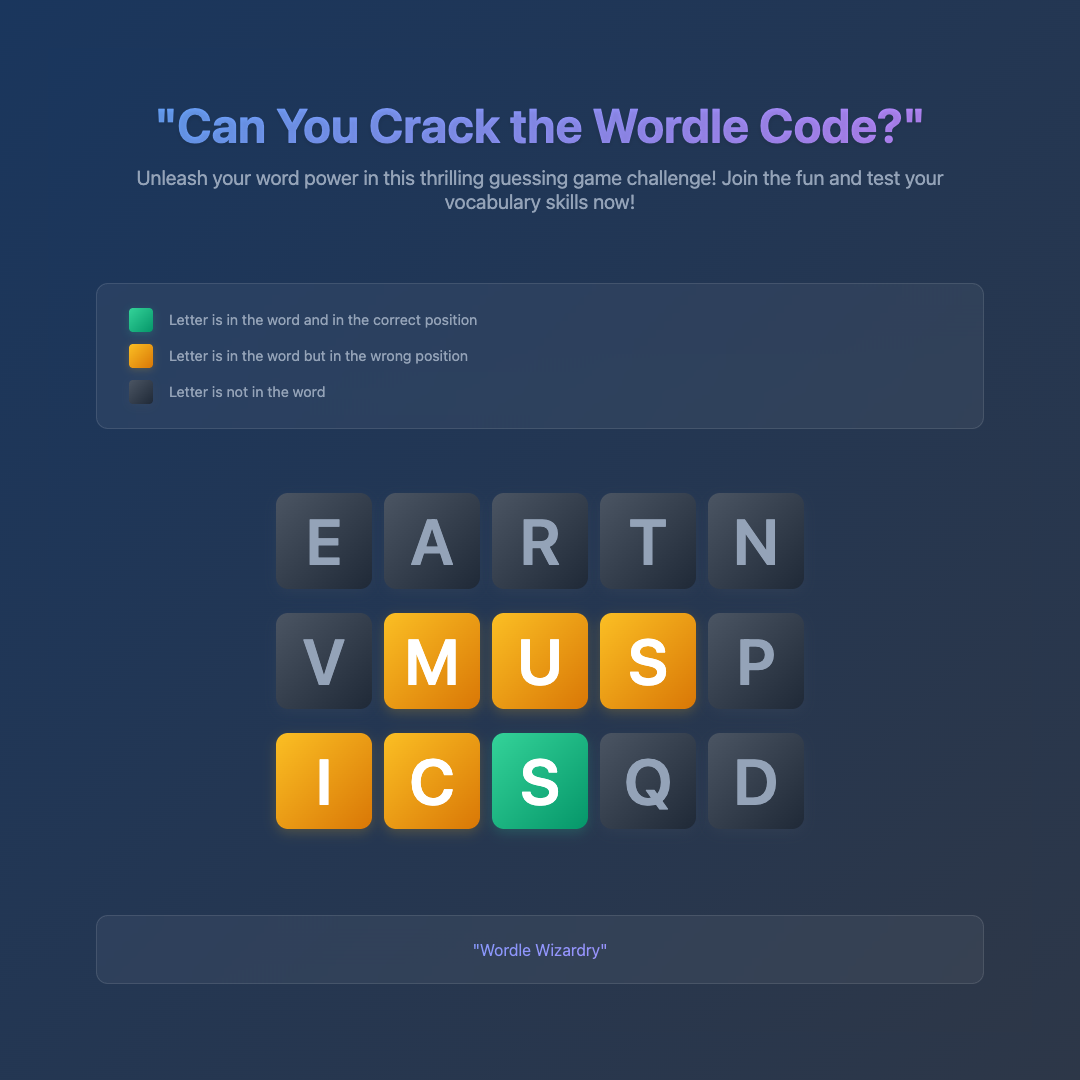 "Can You Crack the Wordle Code?"
Unleash your word power in this thrilling guessing game challenge! Join the fun and test your
vocabulary skills now!
Letter is in the word and in the correct position
Letter is in the word but in the wrong position
Letter is not in the word
E A R T N
V M U S P
I C S Q D
"Wordle Wizardry"